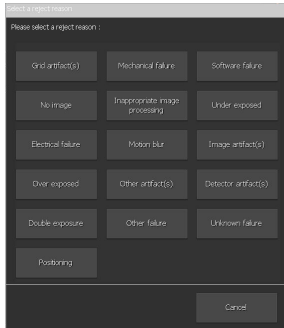 Select a reject reason
Please select a reject reason :
Grid artifact(s)
Mechanical failure
Software failure
No image
Inappropriate image
processing
Under exposed
Electrical failure
Motion blur
Image artifact(s)
Over exposed
Other artifact(s)
Detector artifact(s)
Double exposure
Other failure
Unknown failure
Positioning
Cancel